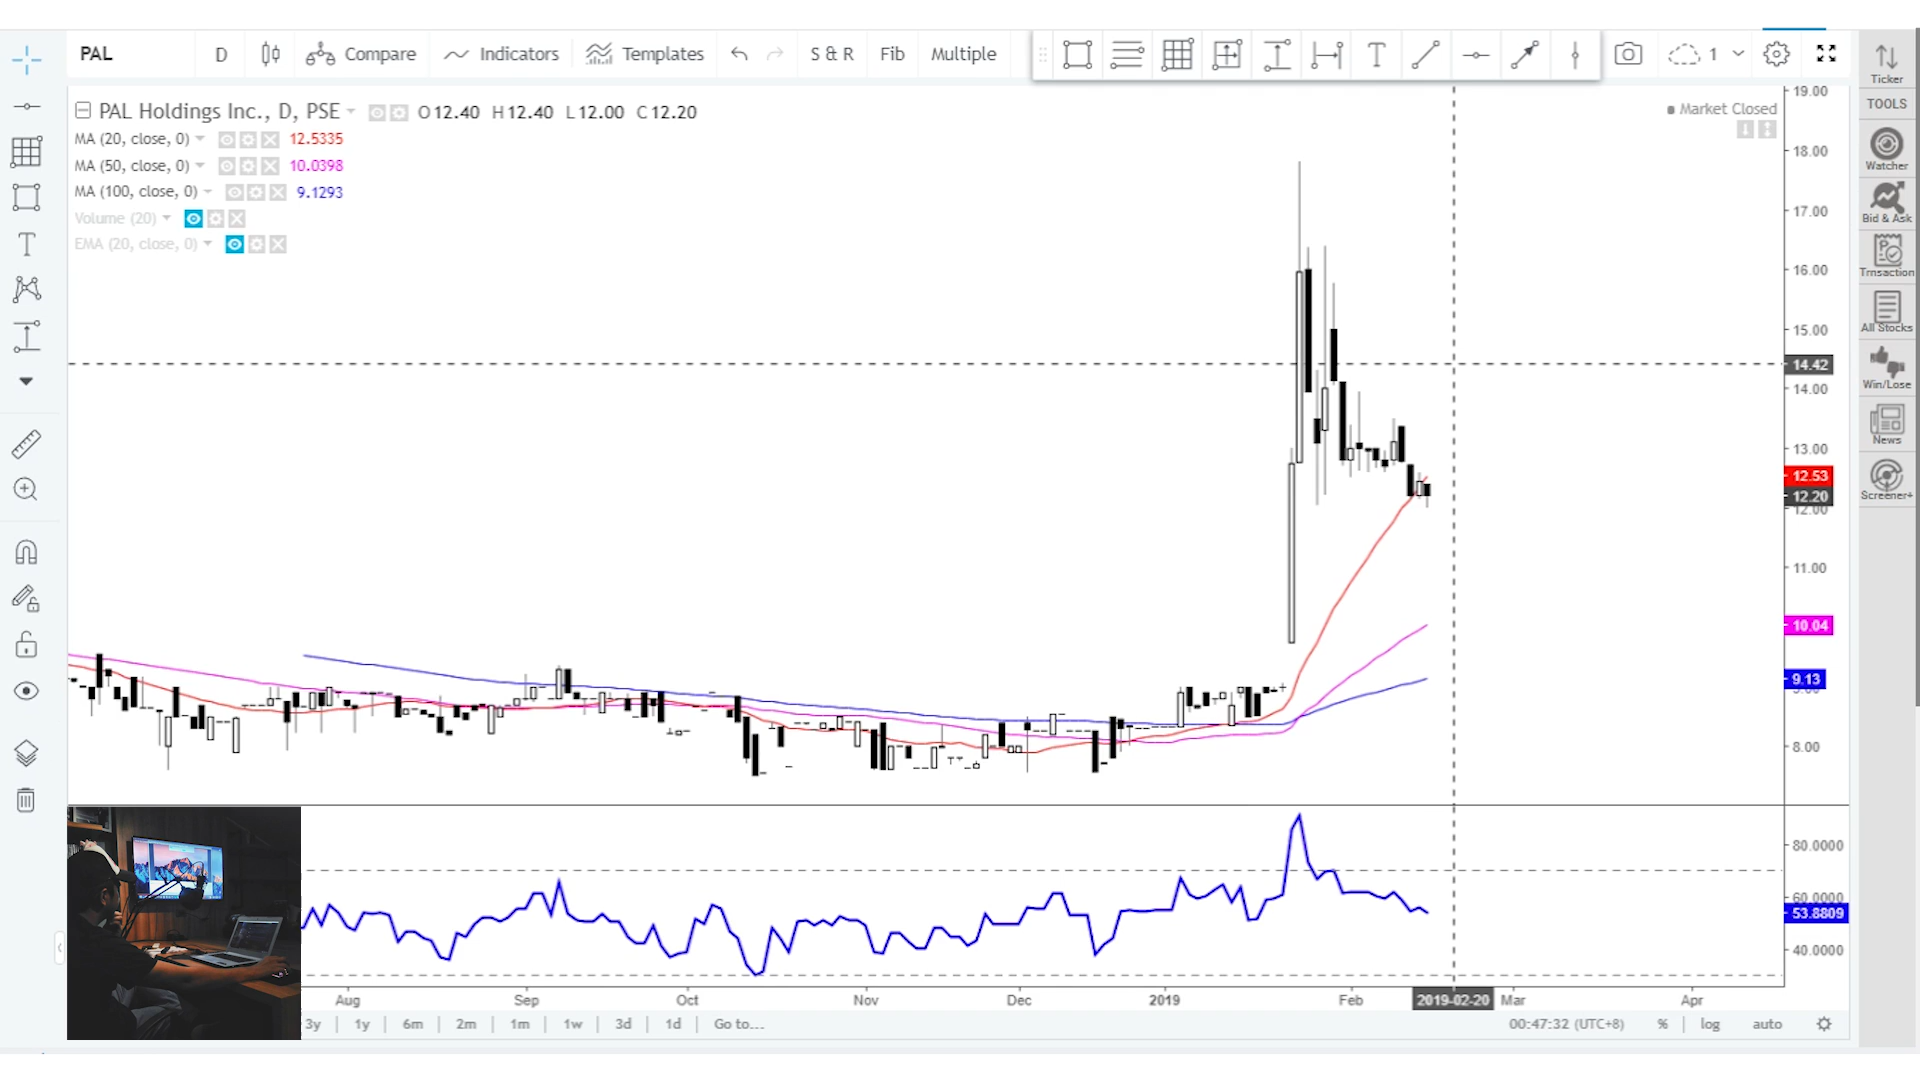 PAL D Compare Indicators Templates S & R Fib Multiple 1 Ticker
TOOLS
PAL Holdings Inc., D, PSE O12.40 H12.40 L12.00 C12.20
Market Closed
MA (20, close, 0) 12.5335
MA (50, close, 0) 10.0398
MA (100, close, 0) 9.1293
Volume (20)
EMA (20, close, 0)
19.00
18.00
17.00
16.00
15.00
14.42
14.00
13.00
12.53
12.20
12.00
11.00
10.04
9.13
9.00
8.00
Watcher
Bid & Ask
Trnsaction
All Stocks
Win/Lose
News
Screener+
80.0000
60.0000
53.8809
40.0000
Aug Sep Oct Nov Dec 2019 Feb 2019-02-20 Mar Apr
3y 1y 6m 2m 1m 1w 3d 1d Go to... 00:47:32 (UTC+8) % log auto